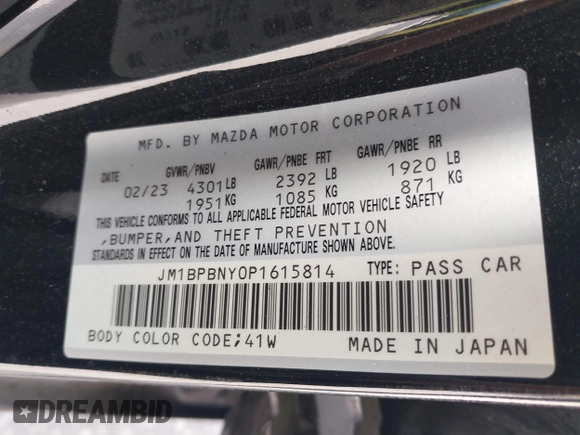 MFD. BY MAZDA MOTOR CORPORATION
DATE GVWR/PNBV GAWR/PNBE FRT GAWR/PNBE RR
02/23 4301 LB 2392 LB 1920 LB
1951 KG 1085 KG 871 KG
THIS VEHICLE CONFORMS TO ALL APPLICABLE FEDERAL MOTOR VEHICLE SAFETY
,BUMPER,AND THEFT PREVENTION
STANDARDS IN EFFECT ON THE DATE OF MANUFACTURE SHOWN ABOVE.
JM1BPBNY0P1615814 TYPE: PASS CAR
BODY COLOR CODE;41W MADE IN JAPAN
DREAMBID